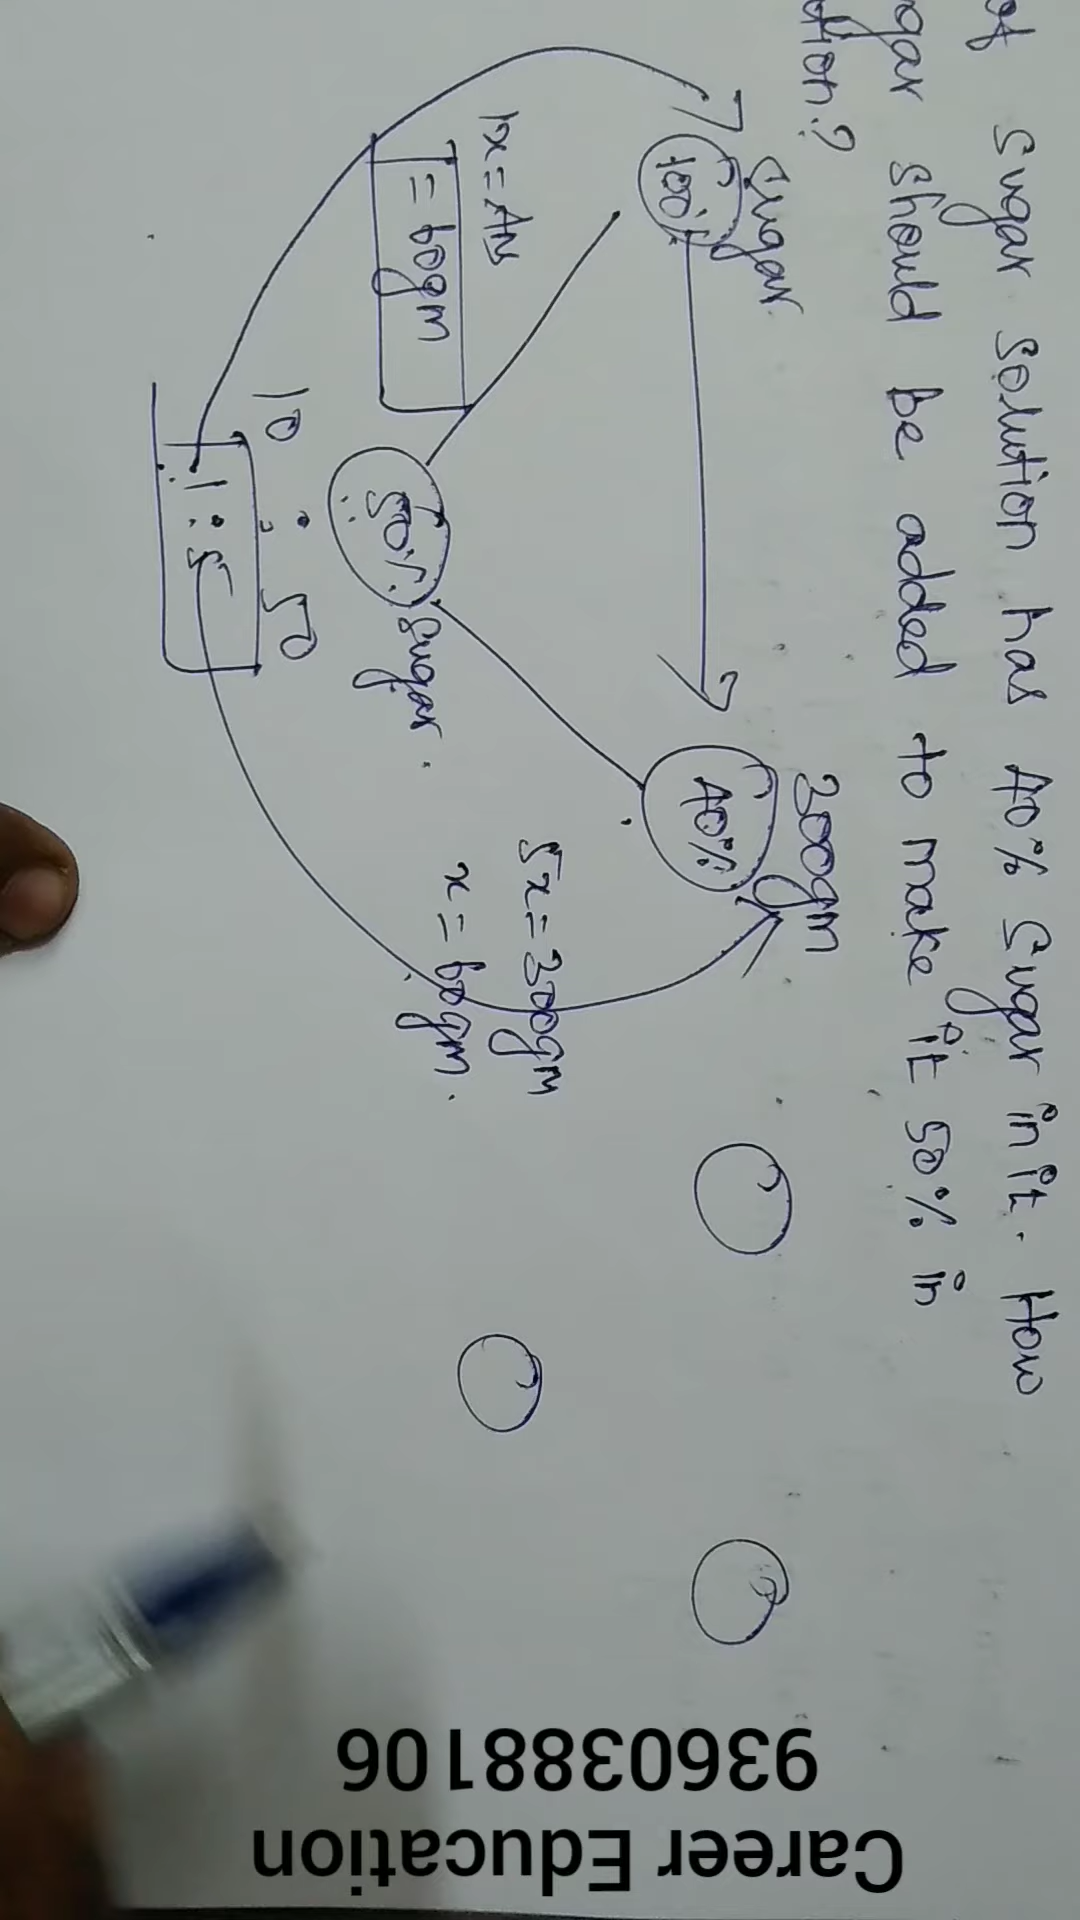 of sugar solution has 40% sugar in it. How
sugar should be added to make it 50% in
solution?
sugar
300gm
100%
40%
1x = Ans
= 60gm
5x = 300gm
x = 60gm.
50% sugar.
10 : 50
1 : 5
Career Education
9360388106